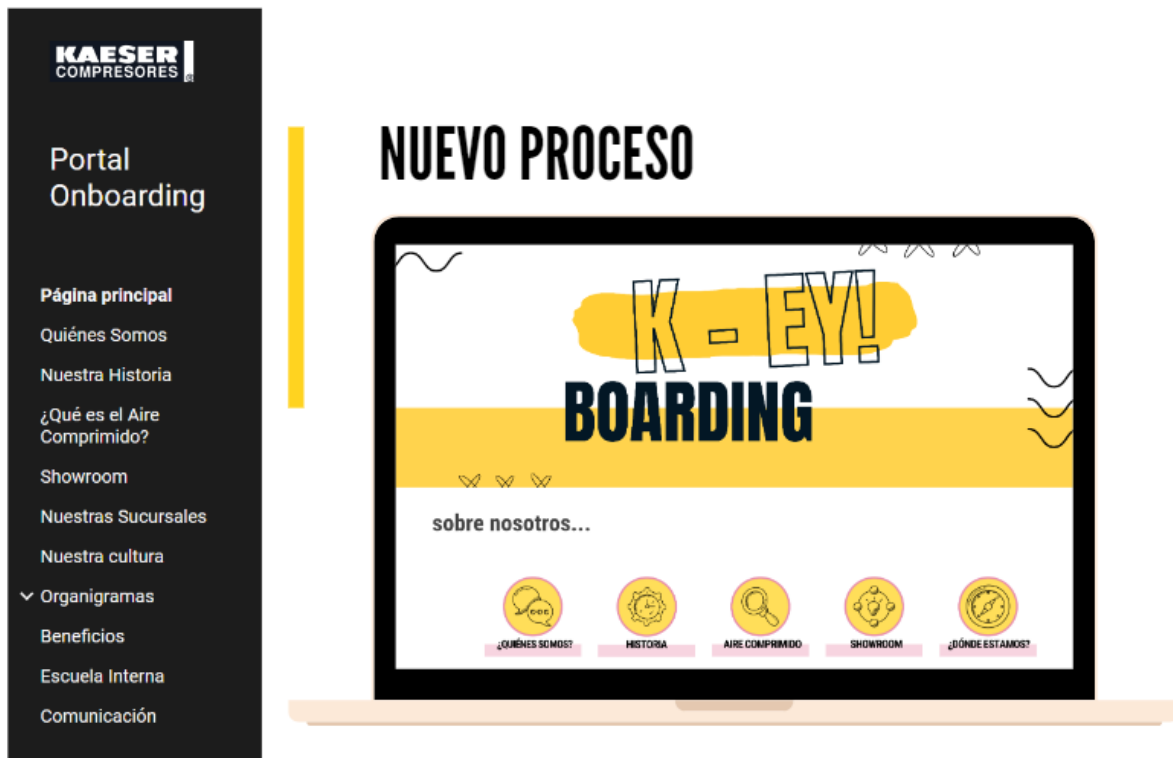 KAESER
COMPRESORES
Portal
Onboarding
Página principal
Quiénes Somos
Nuestra Historia
¿Qué es el Aire
Comprimido?
Showroom
Nuestras Sucursales
Nuestra cultura
Organigramas
Beneficios
Escuela Interna
Comunicación
NUEVO PROCESO
K - EY!
BOARDING
sobre nosotros...
¿QUIÉNES SOMOS?
HISTORIA
AIRE COMPRIMIDO
SHOWROOM
¿DÓNDE ESTAMOS?